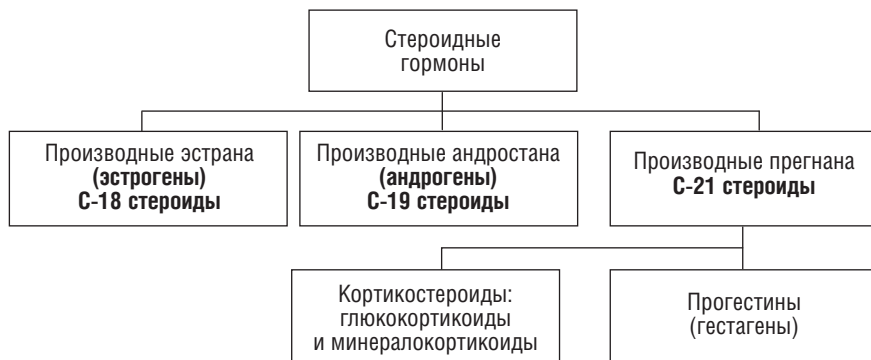 Стероидные
гормоны
Производные эстрана
(эстрогены)
С-18 стероиды
Производные андростана
(андрогены)
С-19 стероиды
Производные прегнана
С-21 стероиды
Кортикостероиды:
глюкокортикоиды
и минералокортикоиды
Прогестины
(гестагены)